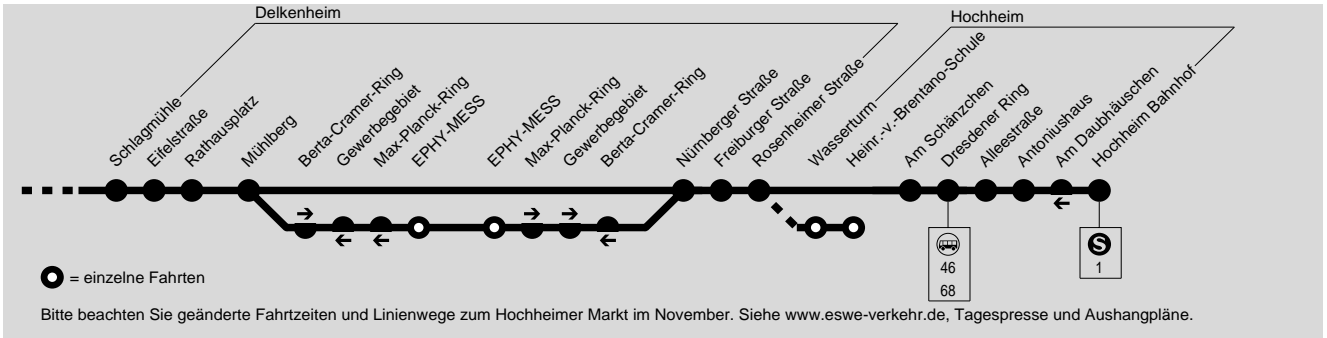 Delkenheim
Hochheim
Schlagmühle
Eifelstraße
Rathausplatz
Mühlberg
Berta-Cramer-Ring
Gewerbegebiet
Max-Planck-Ring
EPHY-MESS
EPHY-MESS
Max-Planck-Ring
Gewerbegebiet
Berta-Cramer-Ring
Nürnberger Straße
Freiburger Straße
Rosenheimer Straße
Wasserturm
Heinr.-v.-Brentano-Schule
Am Schänzchen
Dresdener Ring
Alleestraße
Antoniushaus
Am Daubhäuschen
Hochheim Bahnhof
46
68
S
1
= einzelne Fahrten
Bitte beachten Sie geänderte Fahrtzeiten und Linienwege zum Hochheimer Markt im November. Siehe www.eswe-verkehr.de, Tagespresse und Aushangpläne.